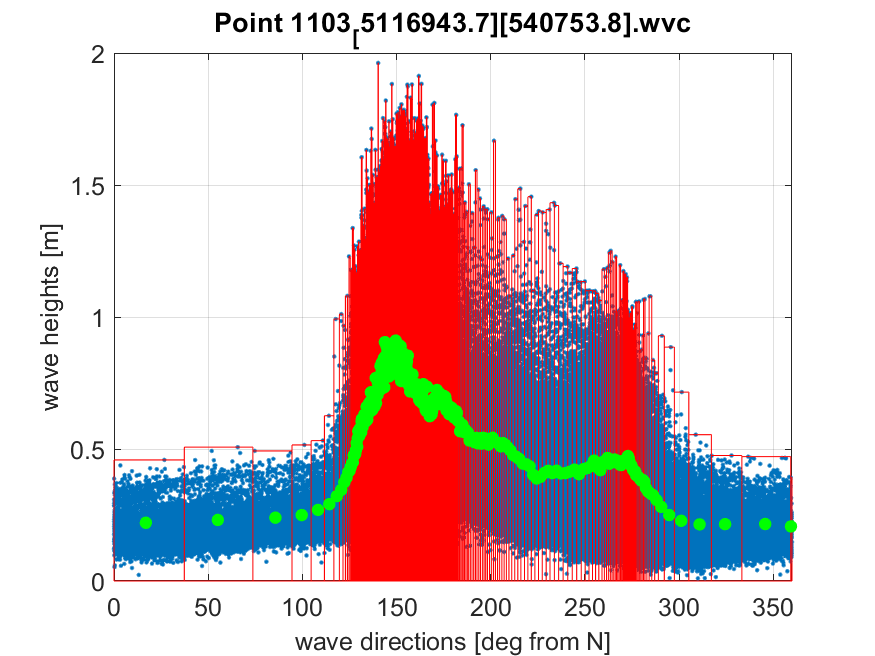 Point 1103[5116943.7][540753.8].wvc
2
1.5
1
0.5
0
0 50 100 150 200 250 300 350
wave heights [m]
wave directions [deg from N]